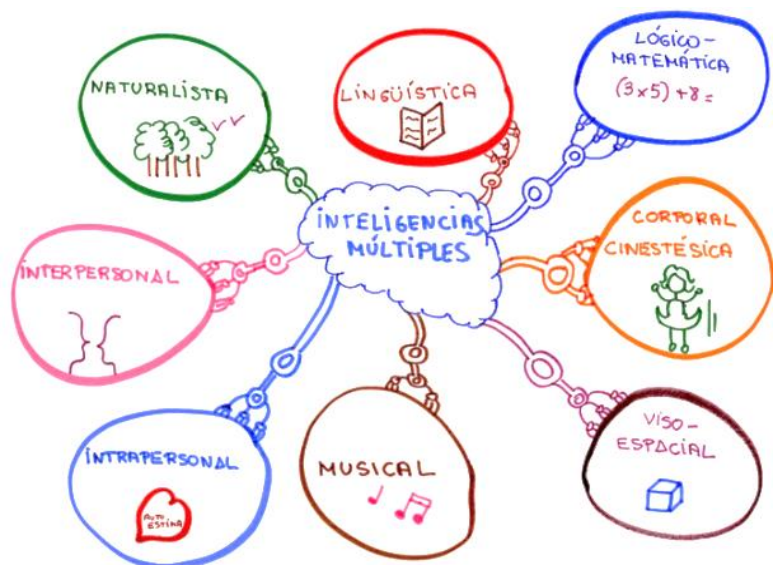 NATURALISTA
LINGÜÍSTICA
LÓGICO-
MATEMÁTICA
(3x5)+8=
INTELIGENCIAS
MÚLTIPLES
CORPORAL
CINESTÉSICA
INTERPERSONAL
INTRAPERSONAL
AUTO
ESTIMA
MUSICAL
VISO-
ESPACIAL